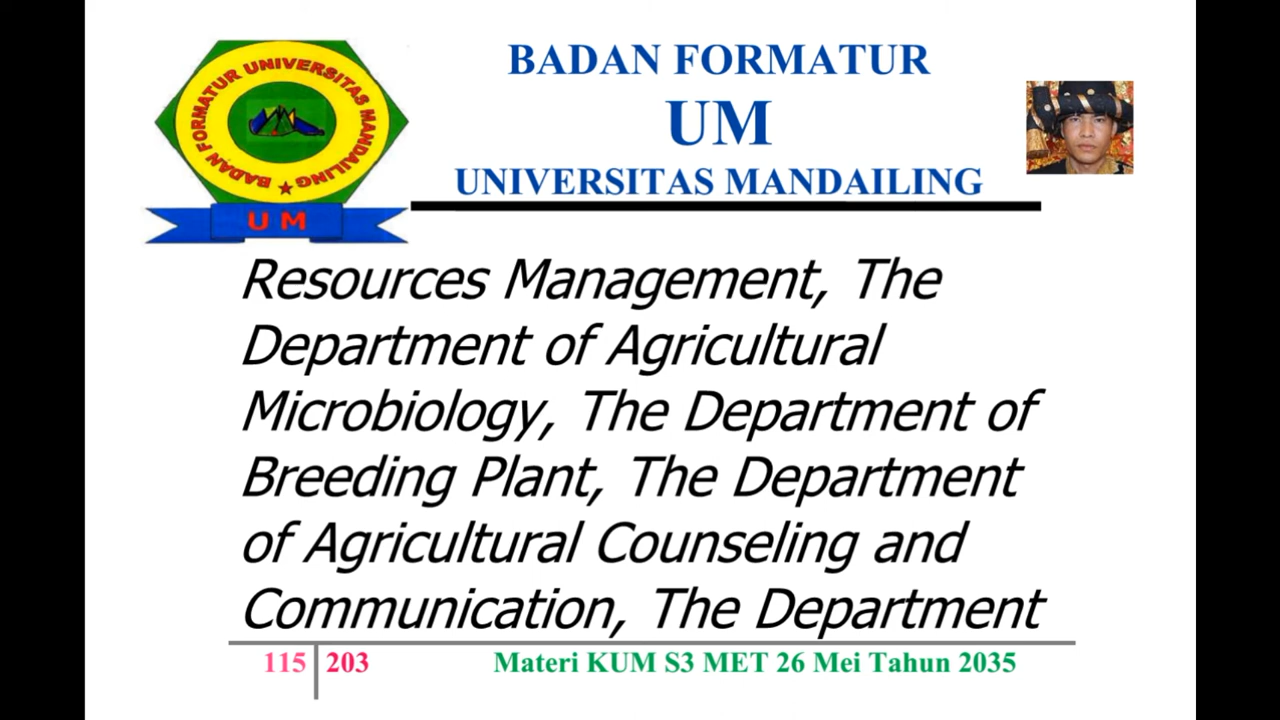 BADAN FORMATUR UNIVERSITAS MANDAILING
U M
BADAN FORMATUR
UM
UNIVERSITAS MANDAILING
Resources Management, The
Department of Agricultural
Microbiology, The Department of
Breeding Plant, The Department
of Agricultural Counseling and
Communication, The Department
115 203 Materi KUM S3 MET 26 Mei Tahun 2035